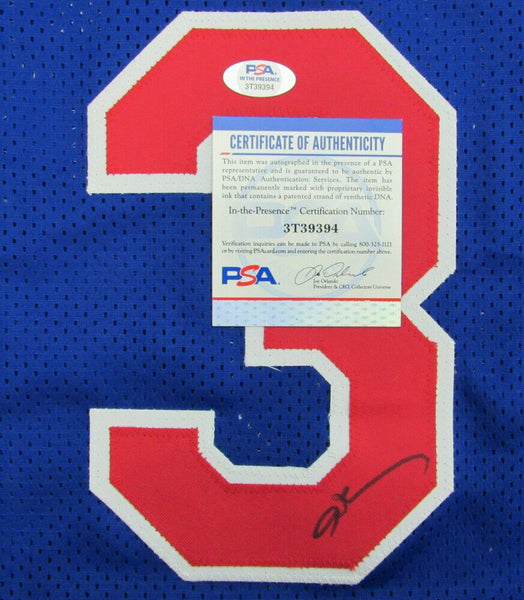 PSA
IN THE PRESENCE
3T39394
3
CERTIFICATE OF AUTHENTICITY
This item was autographed in the presence of a PSA
representative and is guaranteed to be authentic by
PSA/DNA Authentication Services. The item has
been permanently marked with proprietary invisible
ink that contains a patented strand of synthetic DNA.
In-the-Presence™ Certification Number:
3T39394
Verification inquiries can be made to PSA by calling 800-325-1121
or by visiting PSAcard.com and entering the certification number above.
PSA
Joe Orlando
President & CEO, Collectors Universe